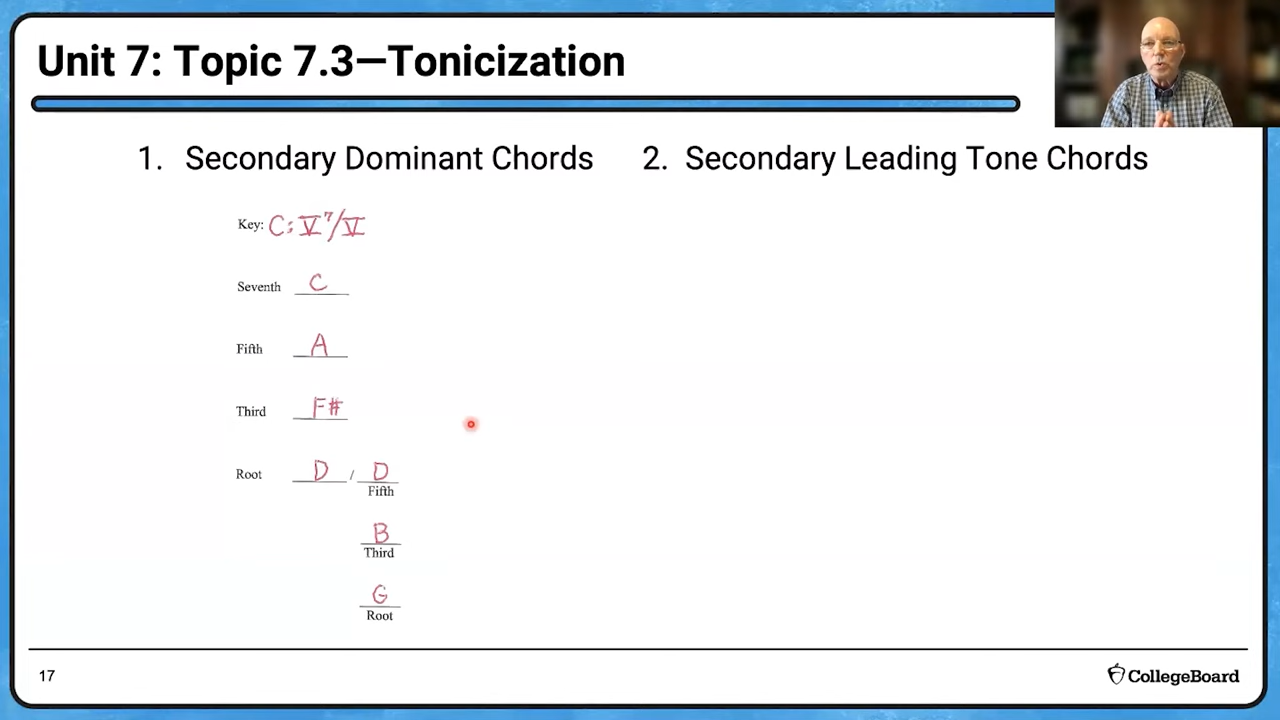 Unit 7: Topic 7.3—Tonicization
1. Secondary Dominant Chords
2. Secondary Leading Tone Chords
Key: C: V⁷/V
Seventh C
Fifth A
Third F#
Root D / D
Fifth
B
Third
G
Root
17
CollegeBoard